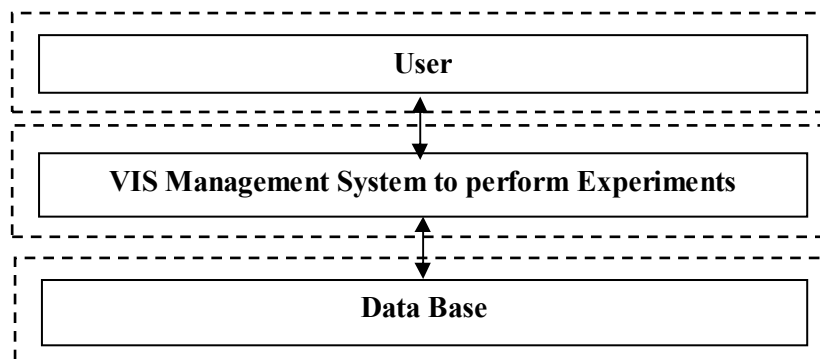 User
VIS Management System to perform Experiments
Data Base